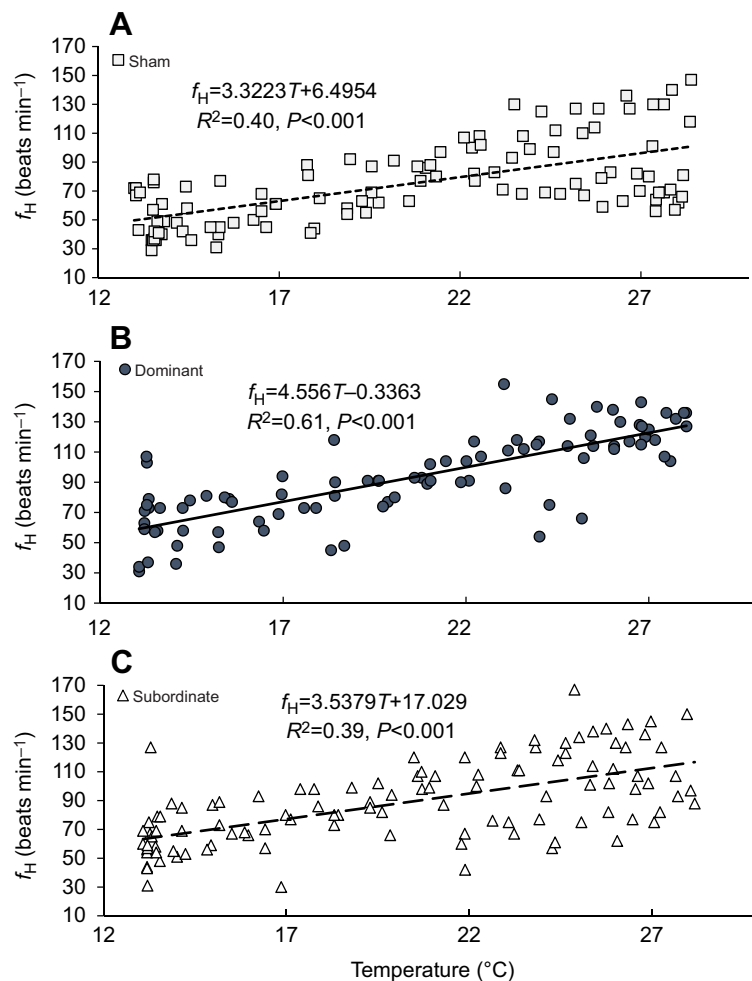 A
170
150
130
110
90
70
50
30
10
fH (beats min−1)
Sham
fH=3.3223T+6.4954
R2=0.40, P<0.001
12 17 22 27
B
170
150
130
110
90
70
50
30
10
fH (beats min−1)
Dominant
fH=4.556T−0.3363
R2=0.61, P<0.001
12 17 22 27
C
170
150
130
110
90
70
50
30
10
fH (beats min−1)
Subordinate
fH=3.5379T+17.029
R2=0.39, P<0.001
12 17 22 27
Temperature (°C)